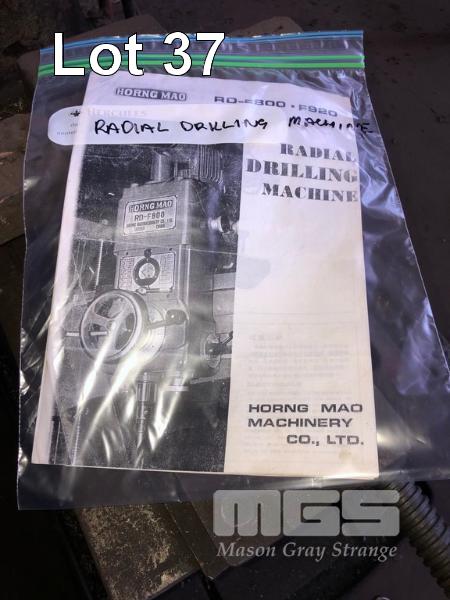 Lot 37
HORNG MAO
RD-F800 · F920
HERCULES
RADIAL DRILLING MACHINE
RADIAL
DRILLING
MACHINE
HORNG MAO
RD-F800
HORNG MAO
MACHINERY
CO., LTD.
MGS
Mason Gray Strange